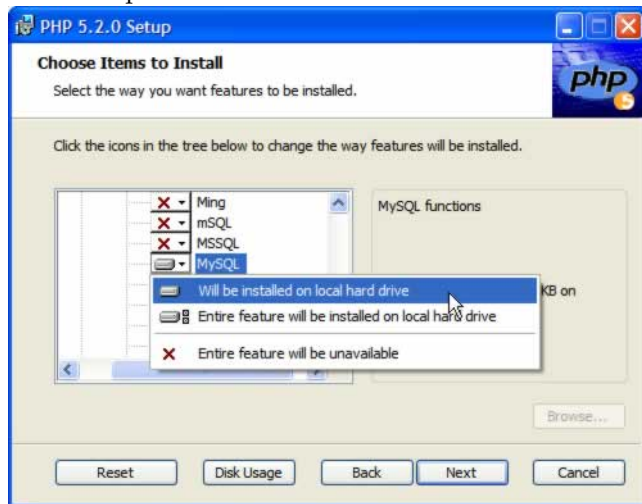 PHP 5.2.0 Setup
Choose Items to Install
Select the way you want features to be installed.
php
Click the icons in the tree below to change the way features will be installed.
Ming
mSQL
MSSQL
MySQL
MySQL functions
Will be installed on local hard drive
KB on
Entire feature will be installed on local hard drive
Entire feature will be unavailable
Browse...
Reset
Disk Usage
Back
Next
Cancel